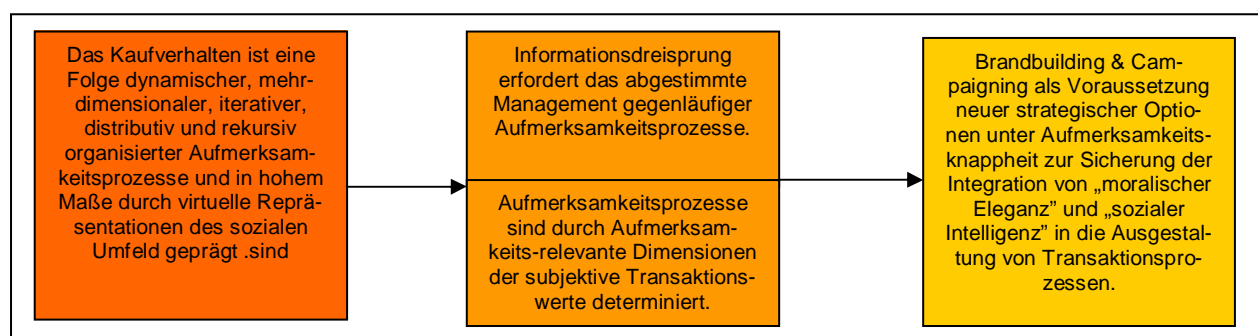 Das Kaufverhalten ist eine
Folge dynamischer, mehr-
dimensionaler, iterativer,
distributiv und rekursiv
organisierter Aufmerksam-
keitsprozesse und in hohem
Maße durch virtuelle Reprä-
sentationen des sozialen
Umfeld geprägt .sind
Informationsdreisprung
erfordert das abgestimmte
Management gegenläufiger
Aufmerksamkeitsprozesse.
Aufmerksamkeitsprozesse
sind durch Aufmerksam-
keits-relevante Dimensionen
der subjektive Transaktions-
werte determiniert.
Brandbuilding & Cam-
paigning als Voraussetzung
neuer strategischer Optio-
nen unter Aufmerksamkeits-
knappheit zur Sicherung der
Integration von „moralischer
Eleganz” und „sozialer
Intelligenz” in die Ausgestal-
tung von Transaktionspro-
zessen.